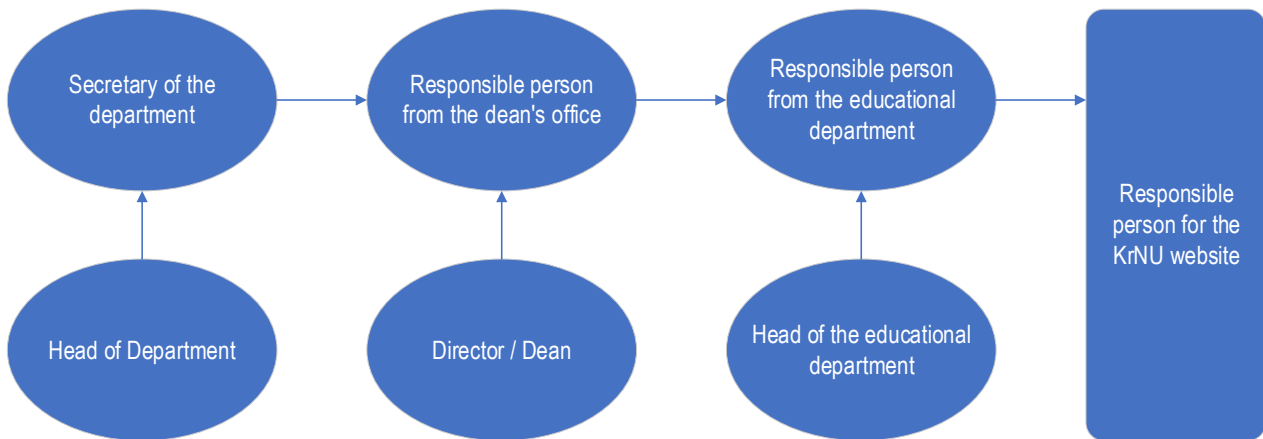 Secretary of the
department
Responsible person
from the dean's office
Responsible person
from the educational
department
Responsible
person for the
KrNU website
Head of Department
Director / Dean
Head of the educational
department